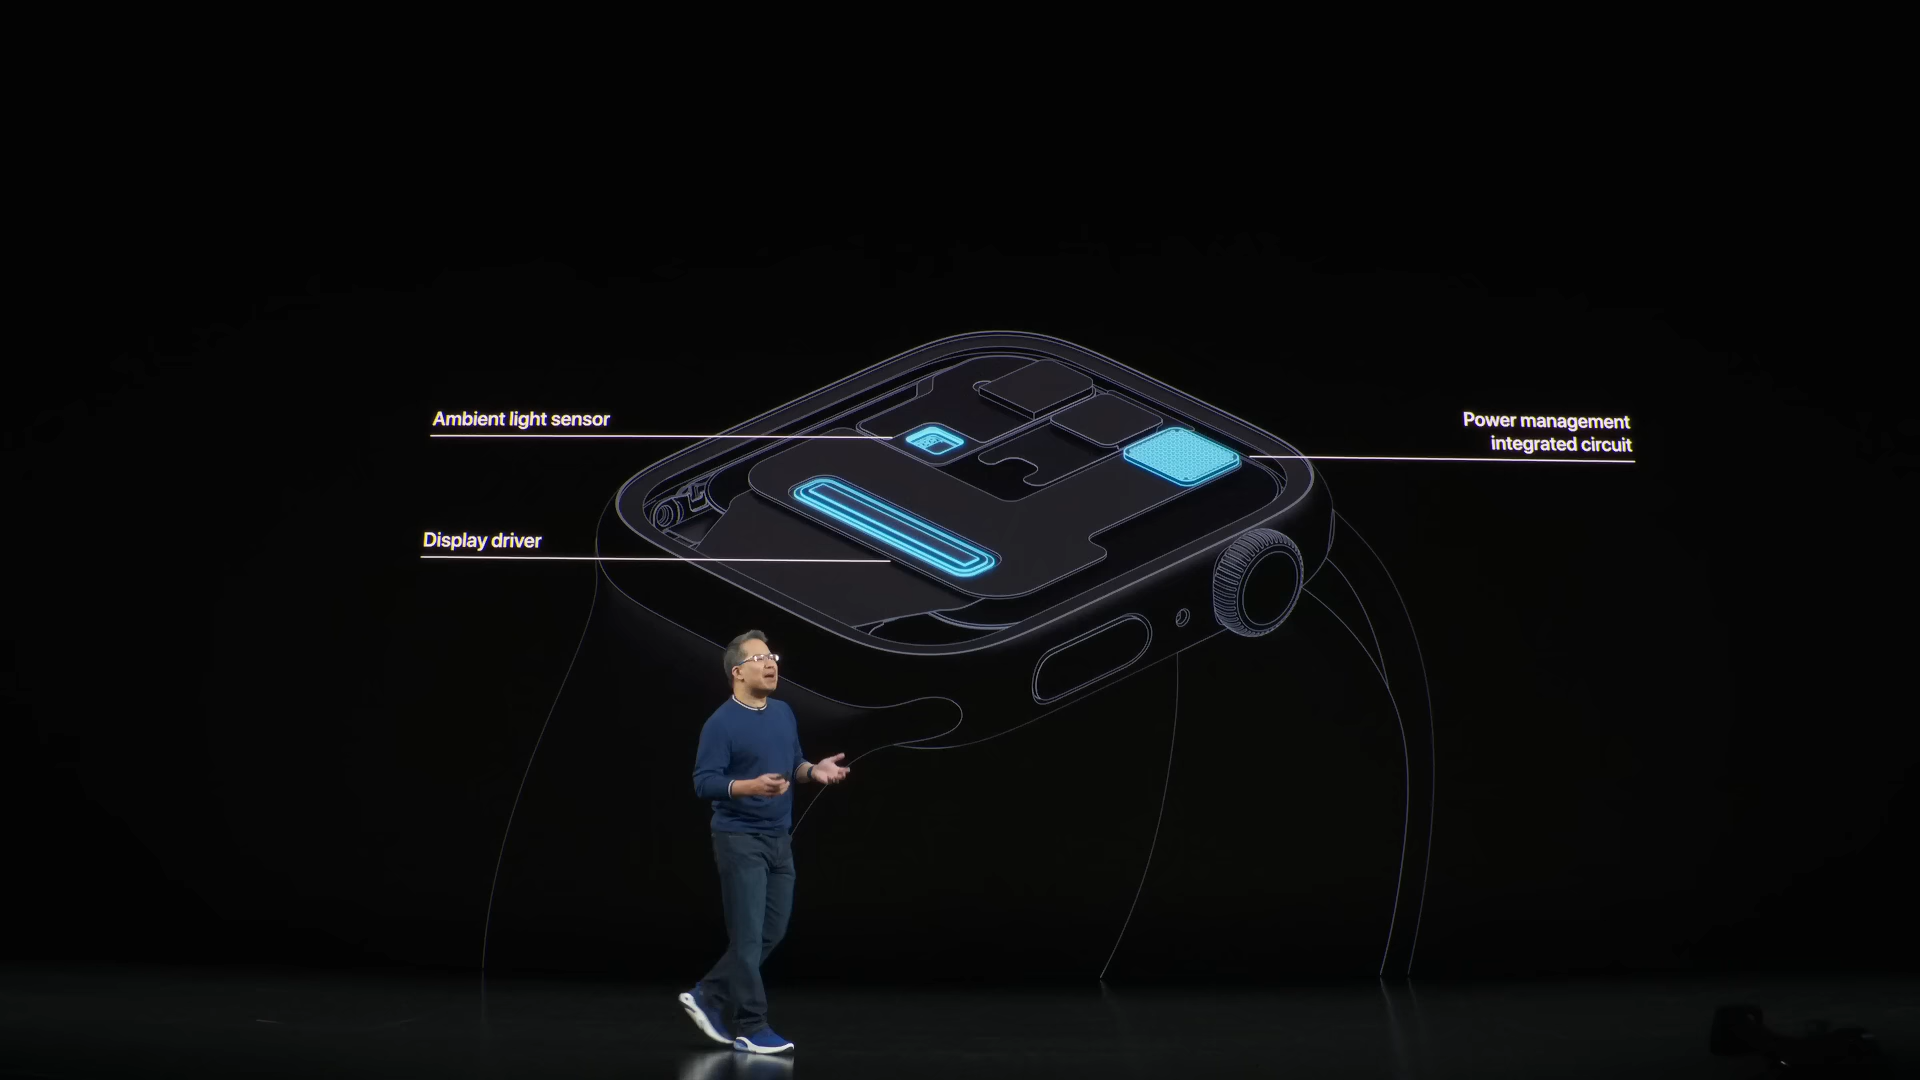 Ambient light sensor
Power management
integrated circuit
Display driver